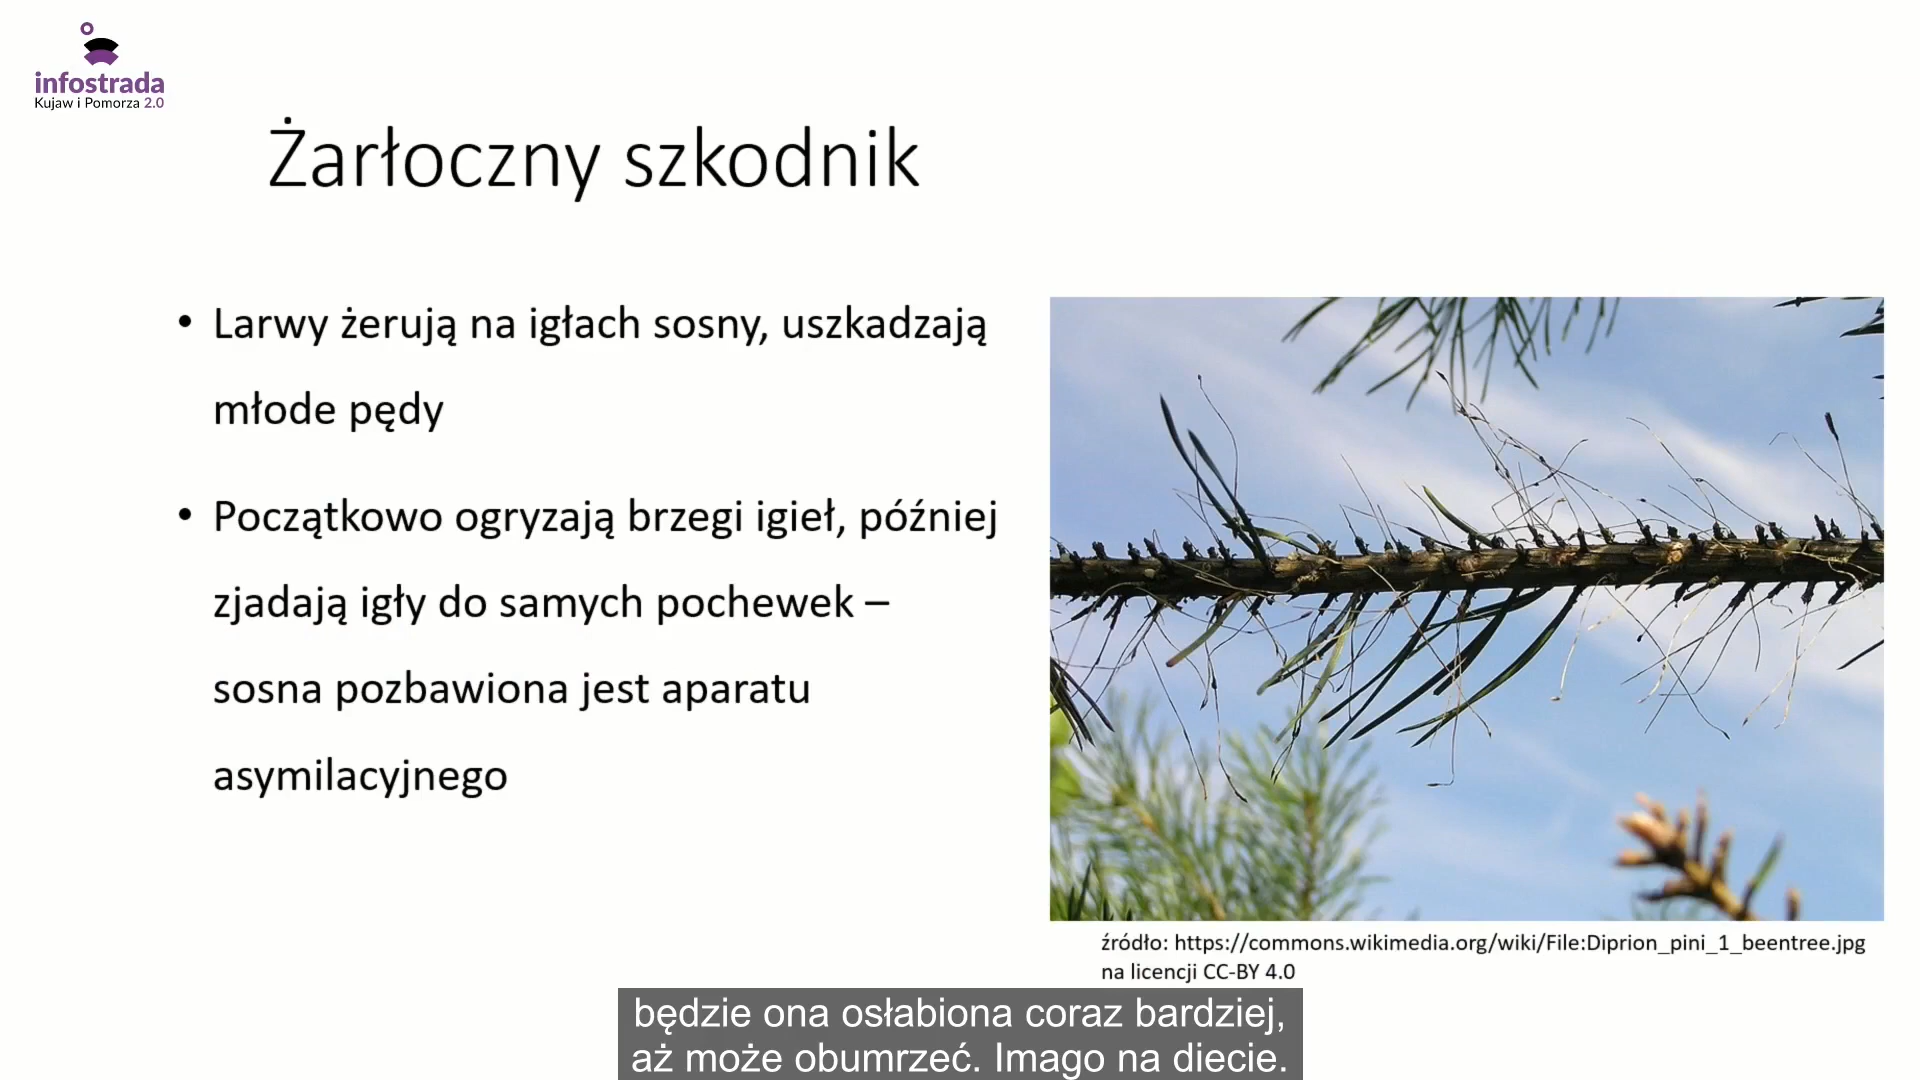 infostrada
Kujaw i Pomorza 2.0
Żarłoczny szkodnik
• Larwy żerują na igłach sosny, uszkadzają
młode pędy
• Początkowo ogryzają brzegi igieł, później
zjadają igły do samych pochewek –
sosna pozbawiona jest aparatu
asymilacyjnego
źródło: https://commons.wikimedia.org/wiki/File:Diprion_pini_1_beentree.jpg
na licencji CC-BY 4.0
będzie ona osłabiona coraz bardziej,
aż może obumrzeć. Imago na diecie.